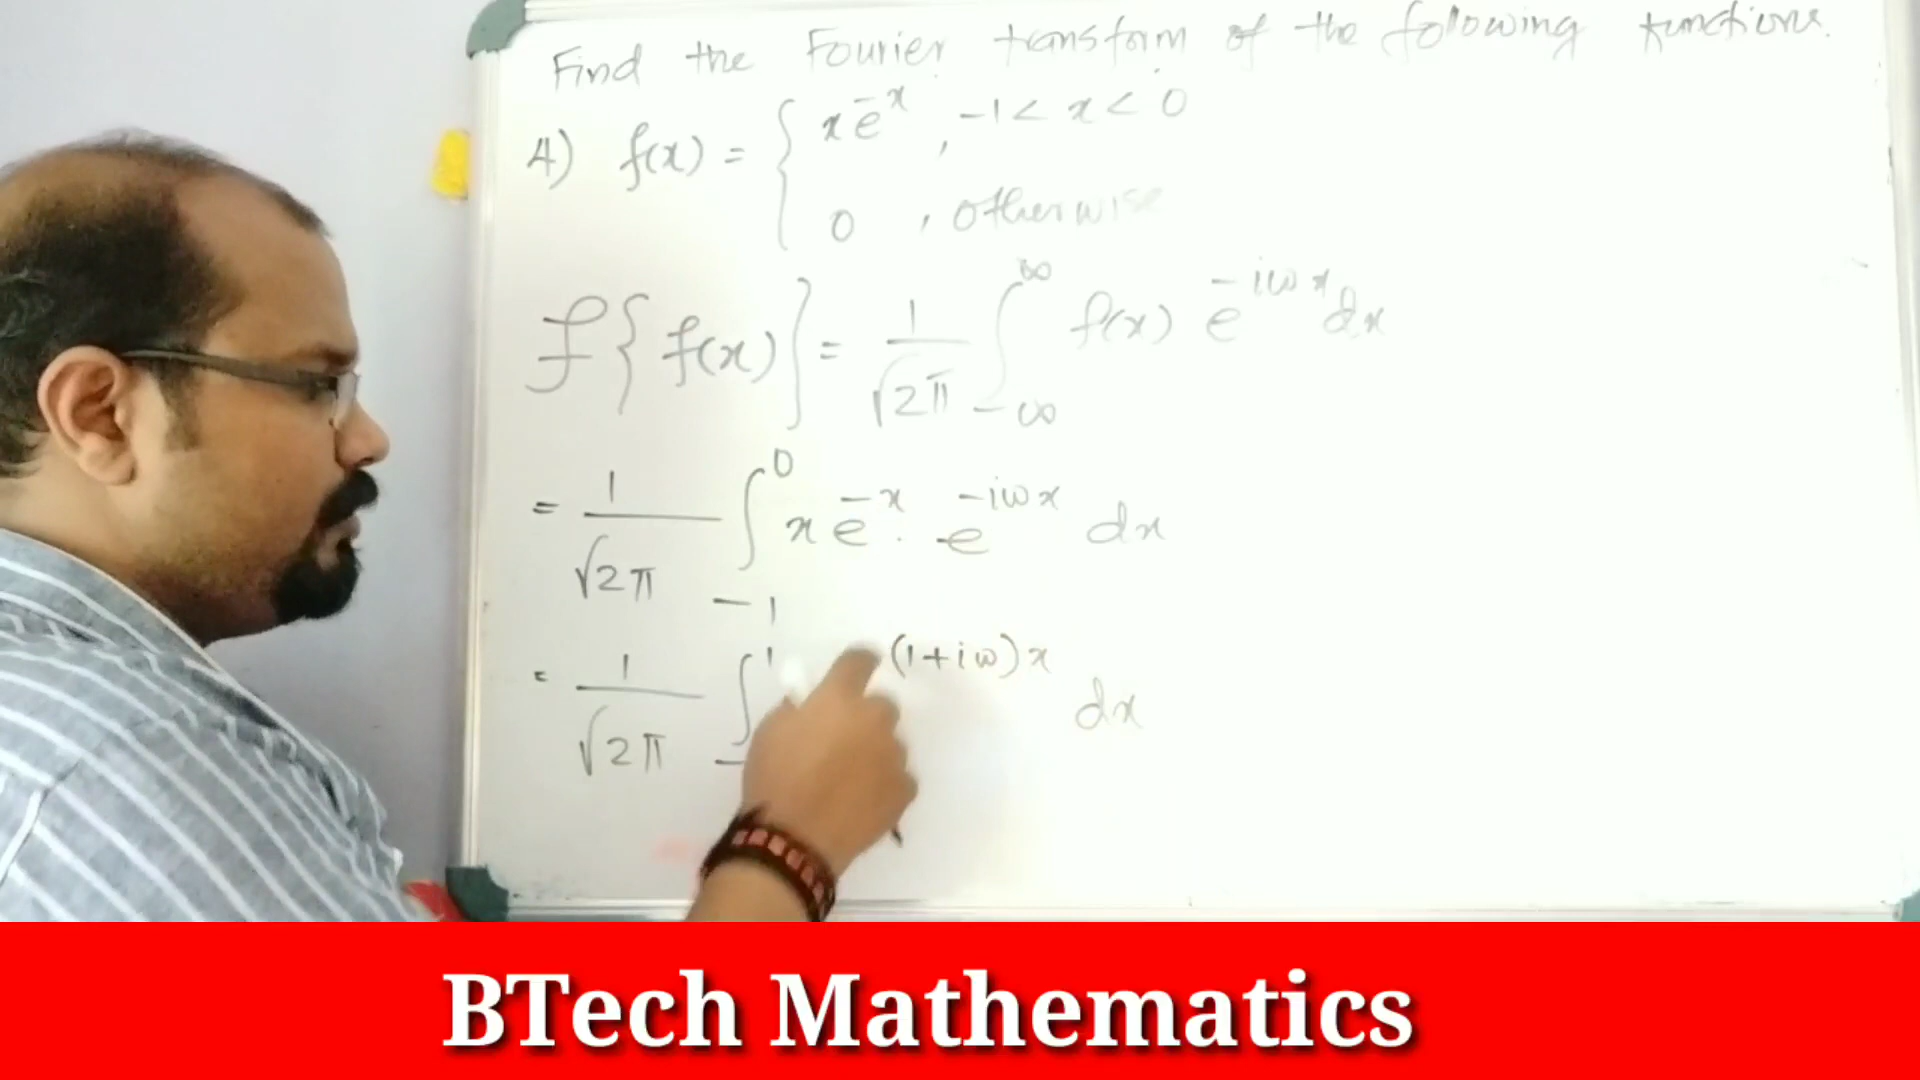 Find the Fourier transform of the following functions.
4) f(x) = { x e^-x , -1 < x < 0
0 , otherwise
F{f(x)} = 1/√2π ∫_-∞^∞ f(x) e^-iωx dx
= 1/√2π ∫_-1^0 x e^-x . e^-iωx dx
= 1/√2π ∫ (1+iω)x dx
BTech Mathematics